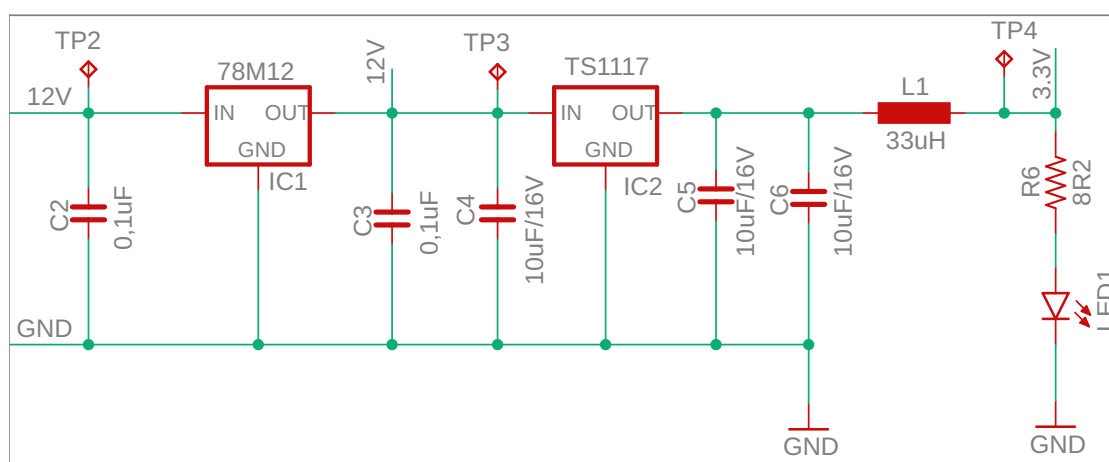 TP2
12V
78M12
IN
OUT
GND
IC1
12V
TP3
TS1117
IN
OUT
GND
IC2
L1
33uH
TP4
3.3V
C2
0,1uF
C3
0,1uF
C4
10uF/16V
C5
10uF/16V
C6
10uF/16V
R6
8R2
LED1
GND
GND
GND